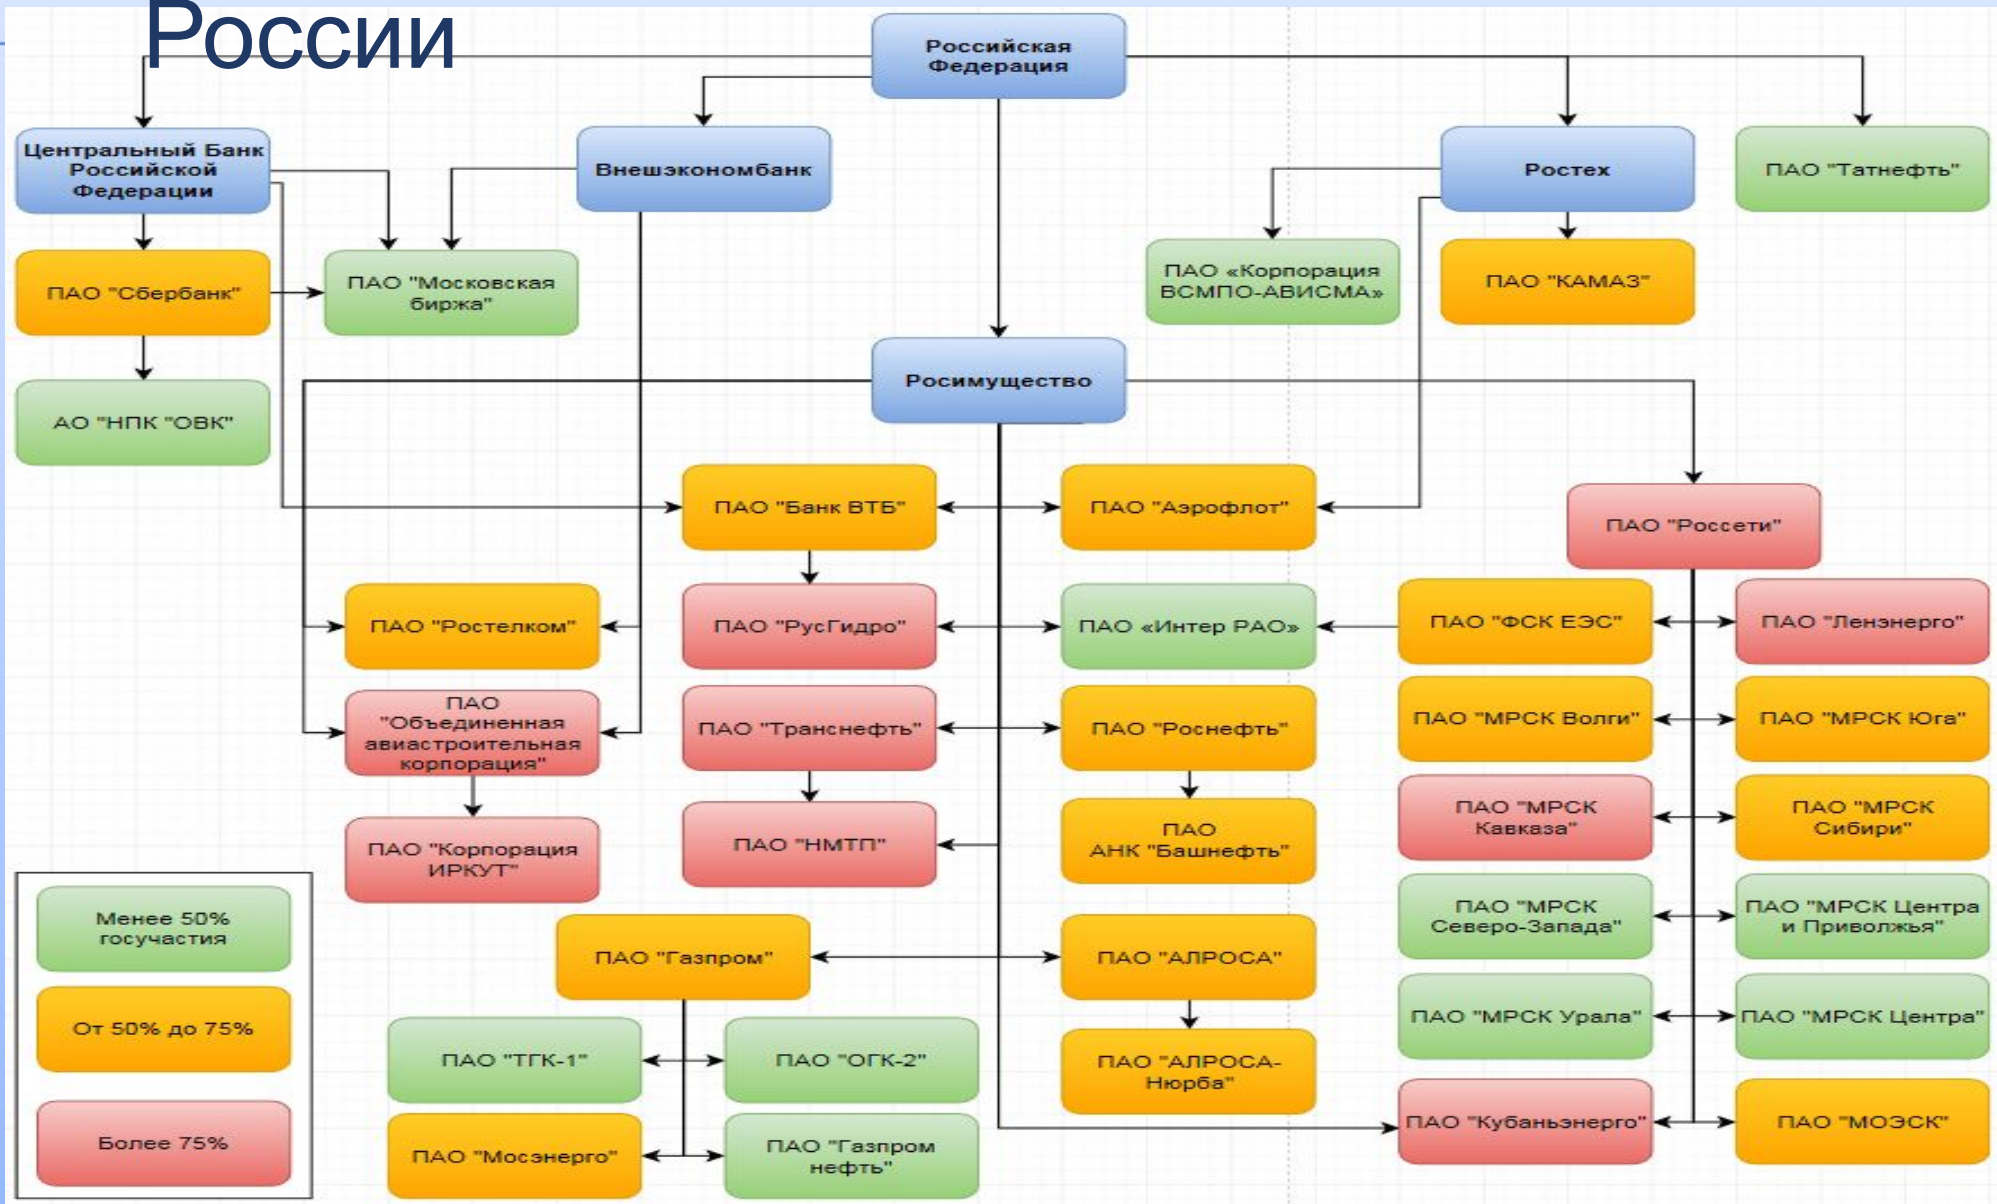 России
Российская
Федерация
Центральный Банк
Российской
Федерации
Внешэкономбанк
Ростех
ПАО "Татнефть"
ПАО "Сбербанк"
ПАО "Московская
биржа"
ПАО «Корпорация
ВСМПО-АВИСМА»
ПАО "КАМАЗ"
АО "НПК "ОВК"
Росимущество
ПАО "Банк ВТБ"
ПАО "Аэрофлот"
ПАО "Россети"
ПАО "Ростелком"
ПАО "РусГидро"
ПАО «Интер РАО»
ПАО "ФСК ЕЭС"
ПАО "Ленэнерго"
ПАО
"Объединенная
авиастроительная
корпорация"
ПАО "Транснефть"
ПАО "Роснефть"
ПАО "МРСК Волги"
ПАО "МРСК Юга"
ПАО "Корпорация
ИРКУТ"
ПАО "НМТП"
ПАО
АНК "Башнефть"
ПАО "МРСК
Кавказа"
ПАО "МРСК
Сибири"
Менее 50%
госучастия
ПАО "Газпром"
ПАО "АЛРОСА"
ПАО "МРСК
Северо-Запада"
ПАО "МРСК Центра
и Приволжья"
От 50% до 75%
ПАО "ТГК-1"
ПАО "ОГК-2"
ПАО "АЛРОСА-
Нюрба"
ПАО "МРСК Урала"
ПАО "МРСК Центра"
Более 75%
ПАО "Мосэнерго"
ПАО "Газпром
нефть"
ПАО "Кубаньэнерго"
ПАО "МОЭСК"